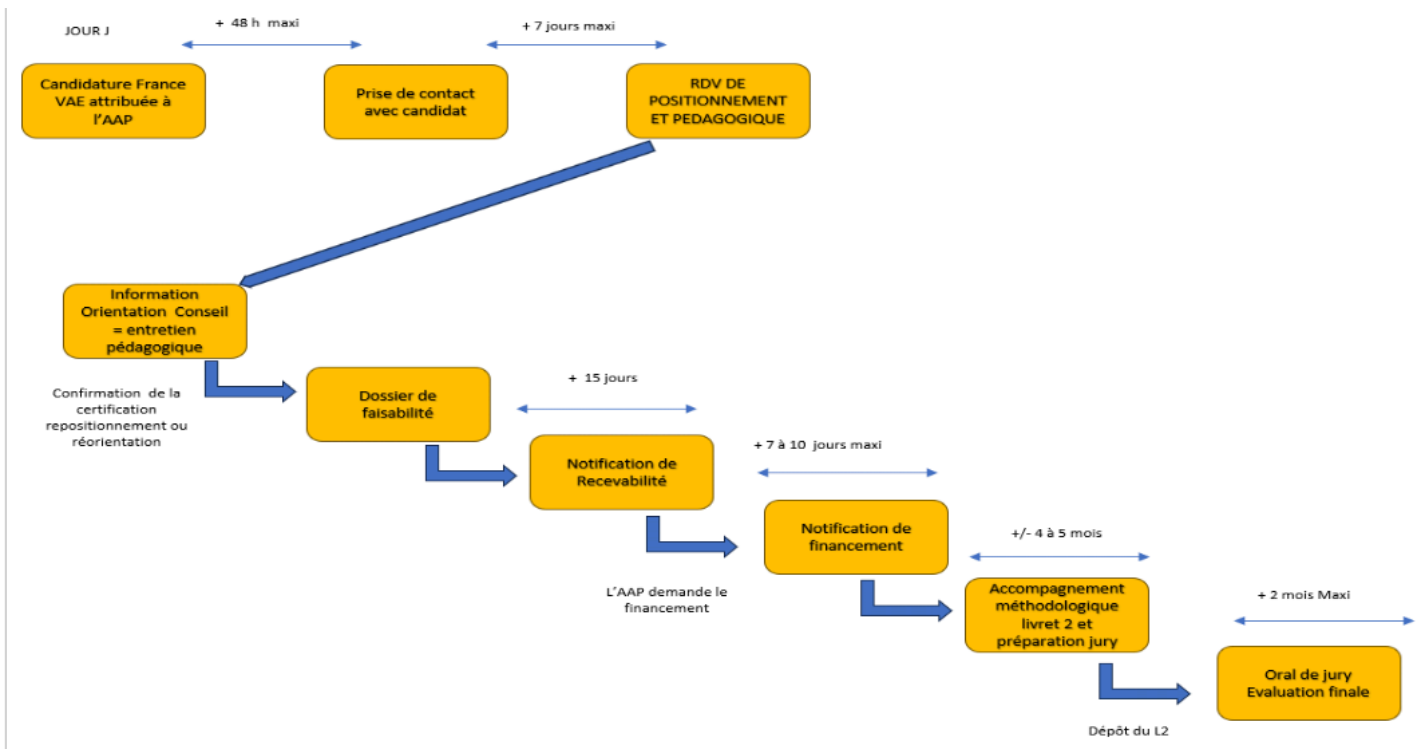 JOUR J
+ 48 h maxi
+ 7 jours maxi
Candidature France
VAE attribuée à
l'AAP
Prise de contact
avec candidat
RDV DE
POSITIONNEMENT
ET PEDAGOGIQUE
Information
Orientation Conseil
= entretien
pédagogique
Confirmation de la
certification
repositionnement ou
réorientation
Dossier de
faisabilité
+ 15 jours
Notification de
Recevabilité
+ 7 à 10 jours maxi
L'AAP demande le
financement
Notification de
financement
+/- 4 à 5 mois
Accompagnement
méthodologique
livret 2 et
préparation jury
+ 2 mois Maxi
Dépôt du L2
Oral de jury
Evaluation finale